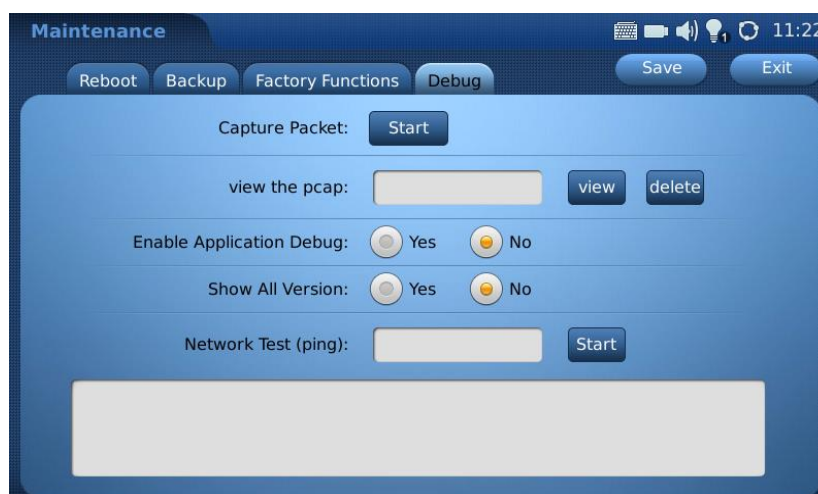 Maintenance 1 11:22
Reboot Backup Factory Functions Debug Save Exit
Capture Packet: Start
view the pcap: view delete
Enable Application Debug: Yes No
Show All Version: Yes No
Network Test (ping): Start